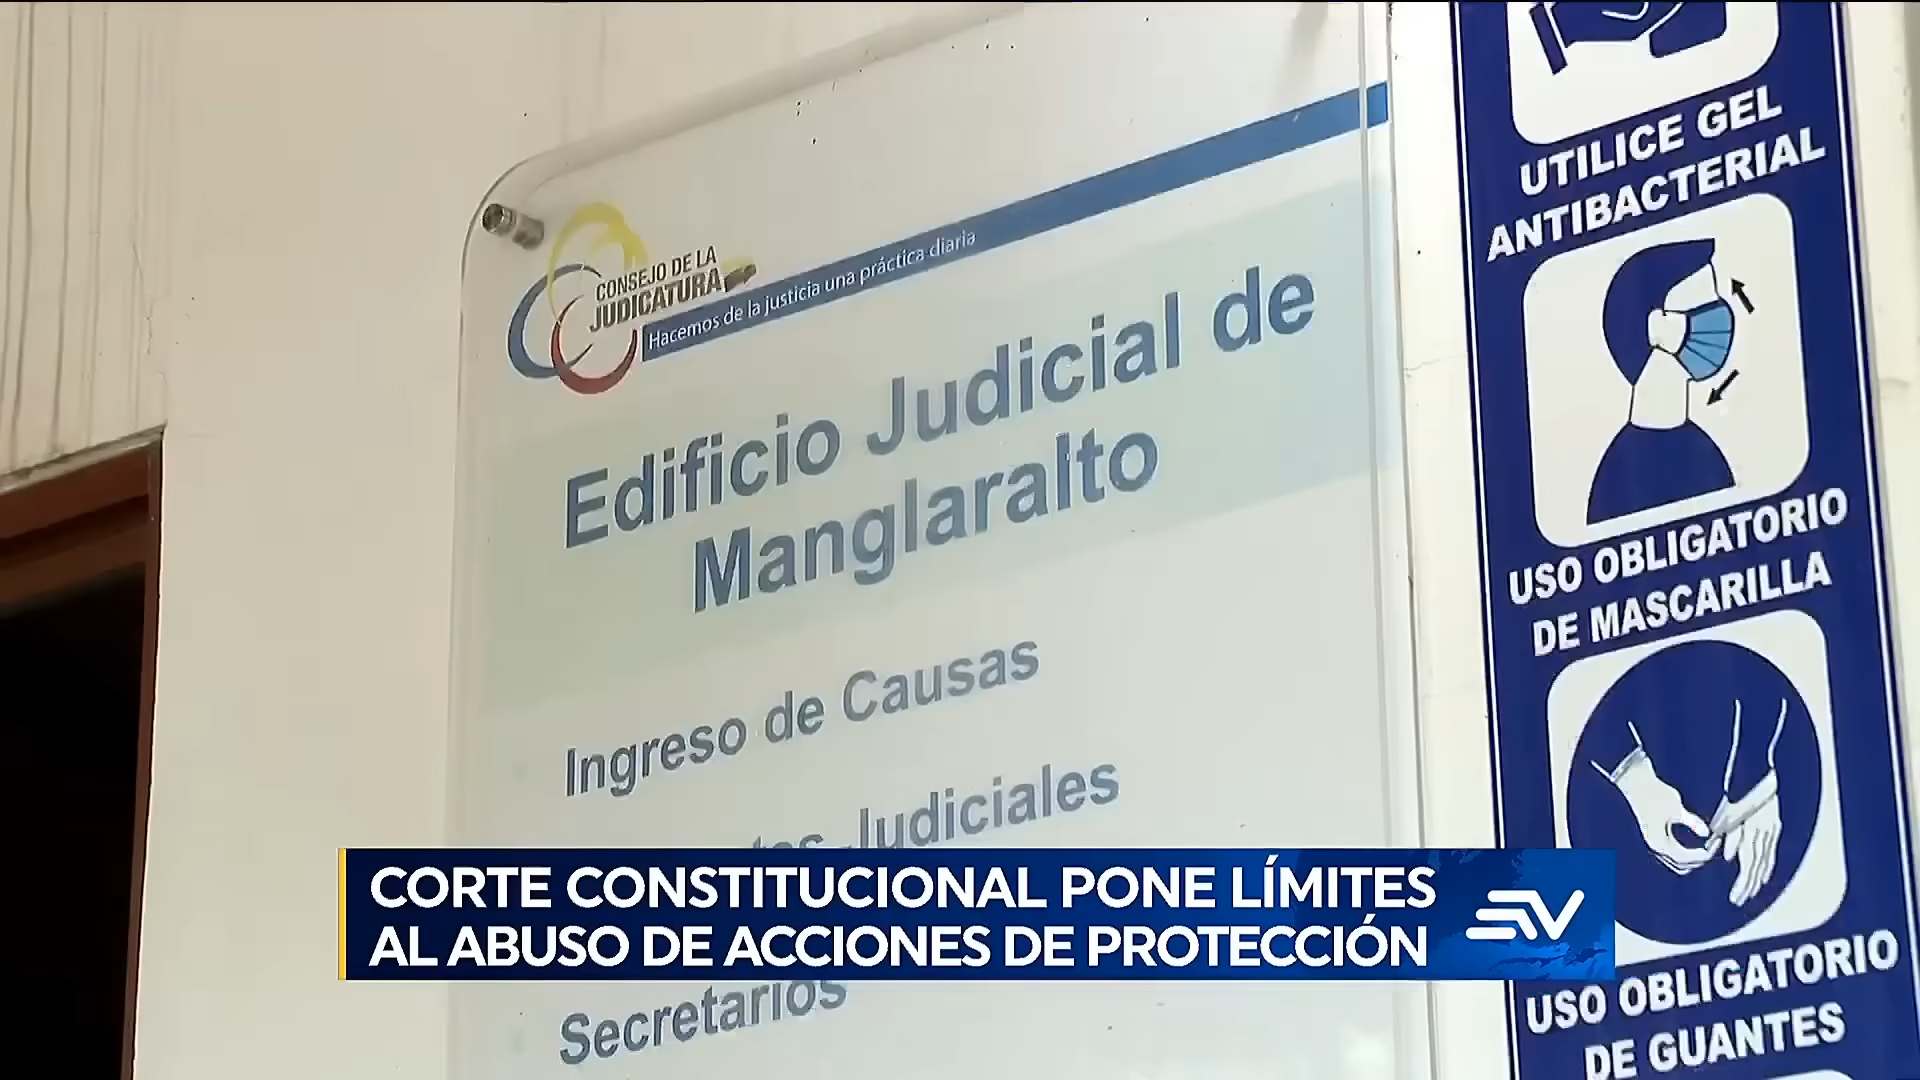 CONSEJO DE LA
JUDICATURA
Hacemos de la justicia una práctica diaria
Edificio Judicial de
Manglaralto
Ingreso de Causas
Judiciales
Secretarios
UTILICE GEL
ANTIBACTERIAL
USO OBLIGATORIO
DE MASCARILLA
USO OBLIGATORIO
DE GUANTES
CORTE CONSTITUCIONAL PONE LÍMITES
AL ABUSO DE ACCIONES DE PROTECCIÓN